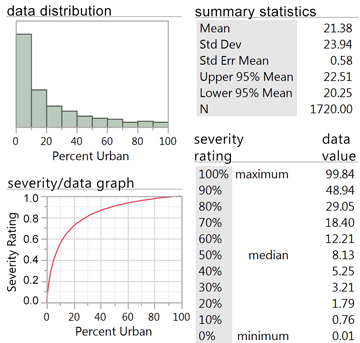 data distribution
0 20 40 60 80 100
Percent Urban
summary statistics
Mean 21.38
Std Dev 23.94
Std Err Mean 0.58
Upper 95% Mean 22.51
Lower 95% Mean 20.25
N 1720.00
severity/data graph
Severity Rating
1.0
0.8
0.6
0.4
0.2
0.0
0 20 40 60 80 100
Percent Urban
severity data
rating value
100% maximum 99.84
90% 48.94
80% 29.05
70% 18.40
60% 12.21
50% median 8.13
40% 5.25
30% 3.21
20% 1.79
10% 0.76
0% minimum 0.01